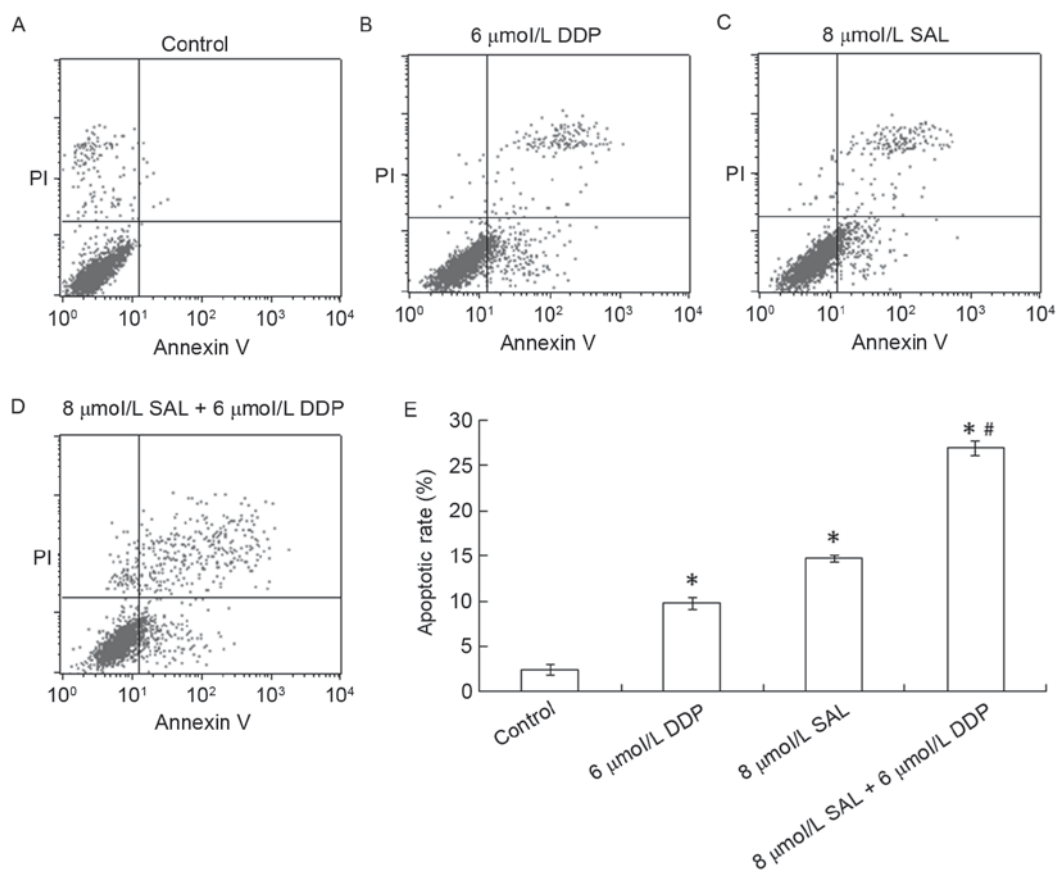 A
Control
PI
10⁰ 10¹ 10² 10³ 10⁴
Annexin V
B
6 μmol/L DDP
PI
10⁰ 10¹ 10² 10³ 10⁴
Annexin V
C
8 μmol/L SAL
PI
10⁰ 10¹ 10² 10³ 10⁴
Annexin V
D
8 μmol/L SAL + 6 μmol/L DDP
PI
10⁰ 10¹ 10² 10³ 10⁴
Annexin V
E
Apoptotic rate (%)
30
25
20
15
10
5
0
*
*
* #
Control
6 μmol/L DDP
8 μmol/L SAL
8 μmol/L SAL + 6 μmol/L DDP